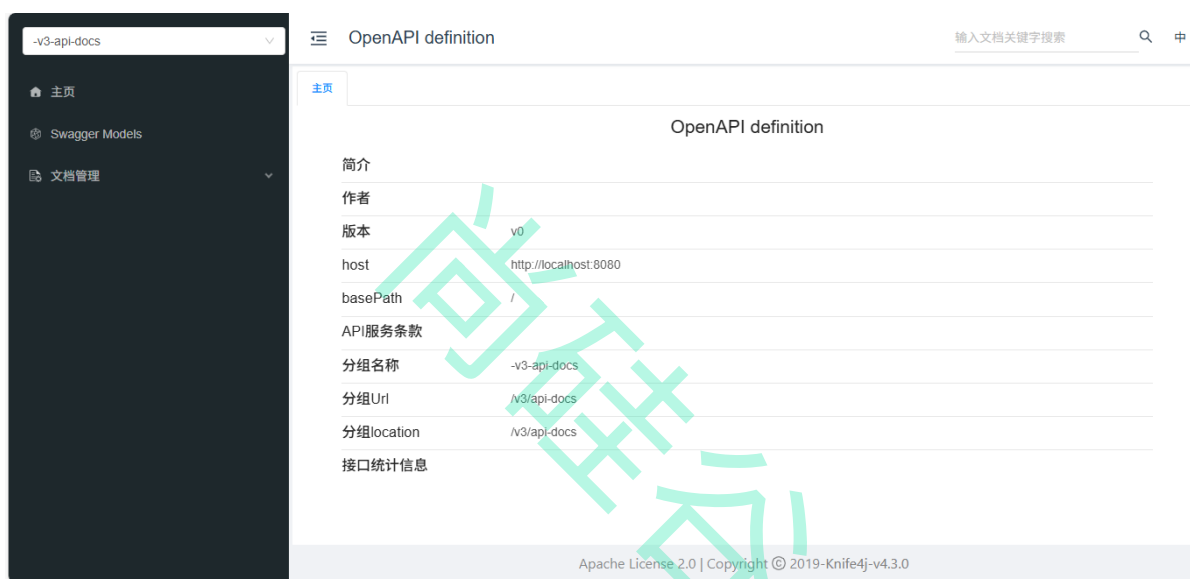 -v3-api-docs
主页
Swagger Models
文档管理
OpenAPI definition
输入文档关键字搜索
中
主页
OpenAPI definition
简介
作者
版本 v0
host http://localhost:8080
basePath /
API服务条款
分组名称 -v3-api-docs
分组Url /v3/api-docs
分组location /v3/api-docs
接口统计信息
Apache License 2.0 | Copyright © 2019-Knife4j-v4.3.0
尚硅谷